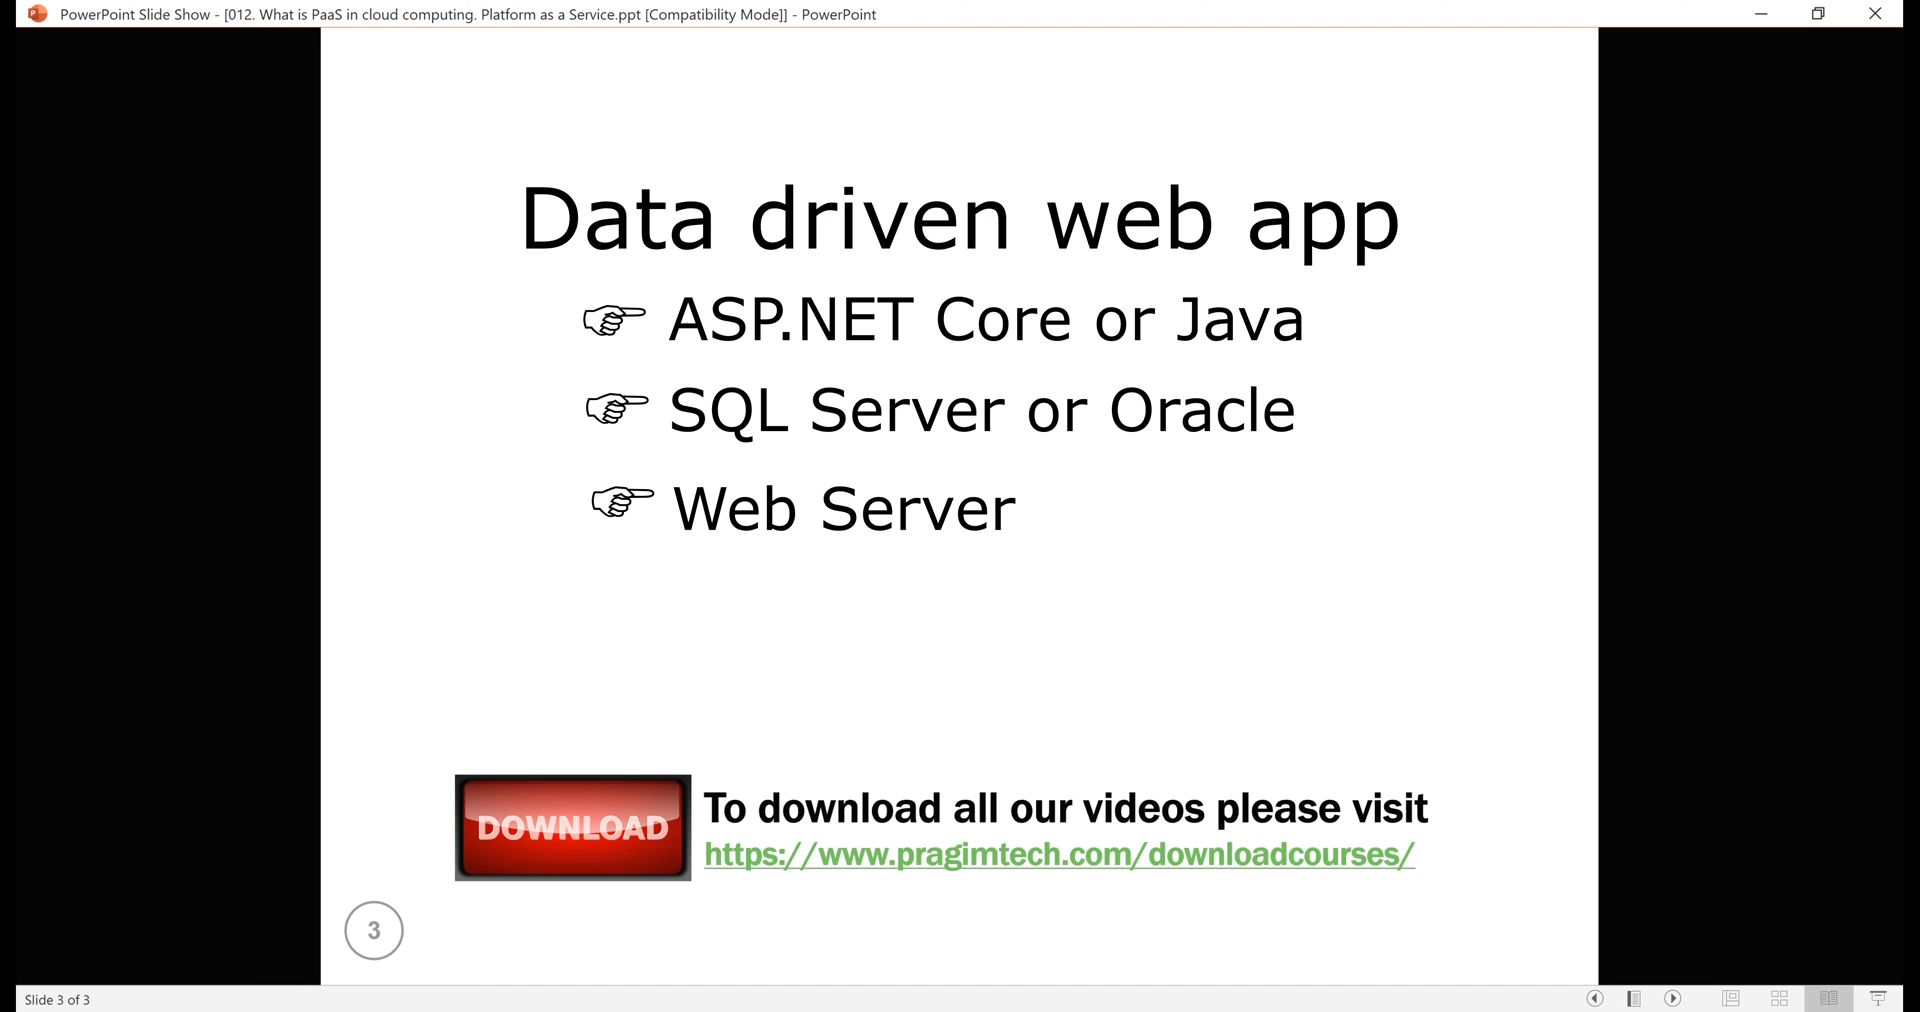 PowerPoint Slide Show - [012. What is PaaS in cloud computing. Platform as a Service.ppt [Compatibility Mode]] - PowerPoint
Data driven web app
ASP.NET Core or Java
SQL Server or Oracle
Web Server
DOWNLOAD
To download all our videos please visit
https://www.pragimtech.com/downloadcourses/
3
Slide 3 of 3